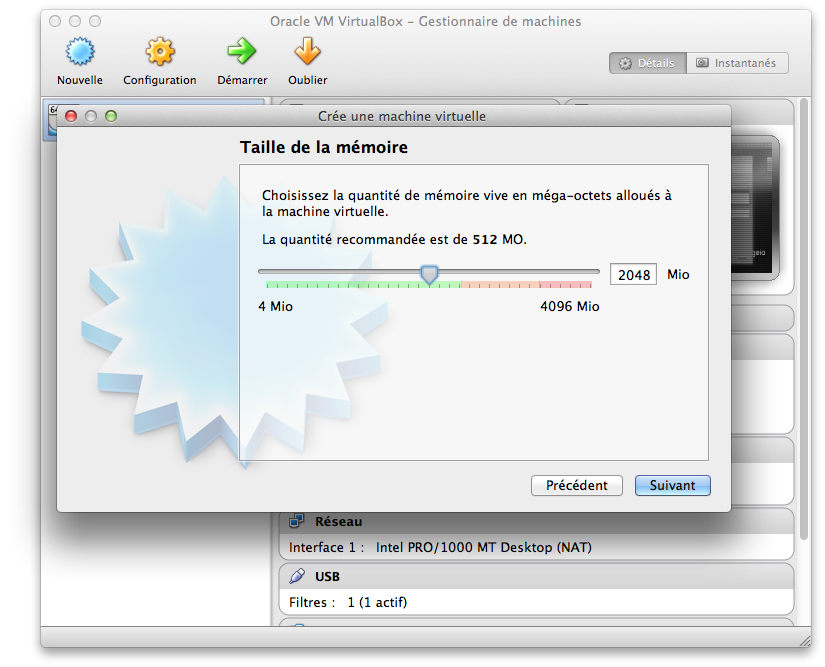 Oracle VM VirtualBox – Gestionnaire de machines
Nouvelle
Configuration
Démarrer
Oublier
Détails
Instantanés
64
Crée une machine virtuelle
Taille de la mémoire
Choisissez la quantité de mémoire vive en méga-octets alloués à
la machine virtuelle.
La quantité recommandée est de 512 MO.
2048 Mio
4 Mio
4096 Mio
Précédent
Suivant
Réseau
Interface 1 : Intel PRO/1000 MT Desktop (NAT)
USB
Filtres : 1 (1 actif)